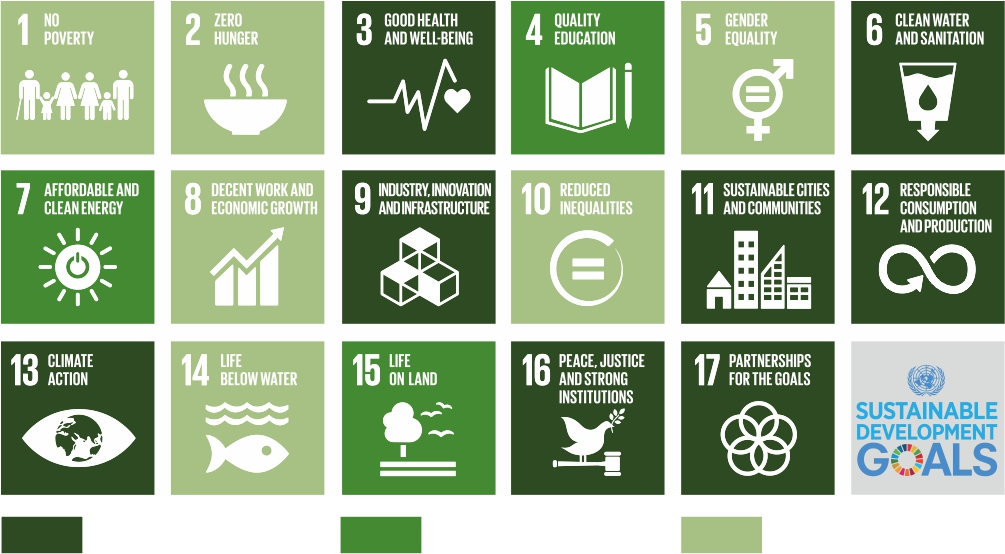 1 NO
POVERTY
2 ZERO
HUNGER
3 GOOD HEALTH
AND WELL-BEING
4 QUALITY
EDUCATION
5 GENDER
EQUALITY
6 CLEAN WATER
AND SANITATION
7 AFFORDABLE AND
CLEAN ENERGY
8 DECENT WORK AND
ECONOMIC GROWTH
9 INDUSTRY, INNOVATION
AND INFRASTRUCTURE
10 REDUCED
INEQUALITIES
11 SUSTAINABLE CITIES
AND COMMUNITIES
12 RESPONSIBLE
CONSUMPTION
AND PRODUCTION
13 CLIMATE
ACTION
14 LIFE
BELOW WATER
15 LIFE
ON LAND
16 PEACE, JUSTICE
AND STRONG
INSTITUTIONS
17 PARTNERSHIPS
FOR THE GOALS
SUSTAINABLE
DEVELOPMENT
GOALS